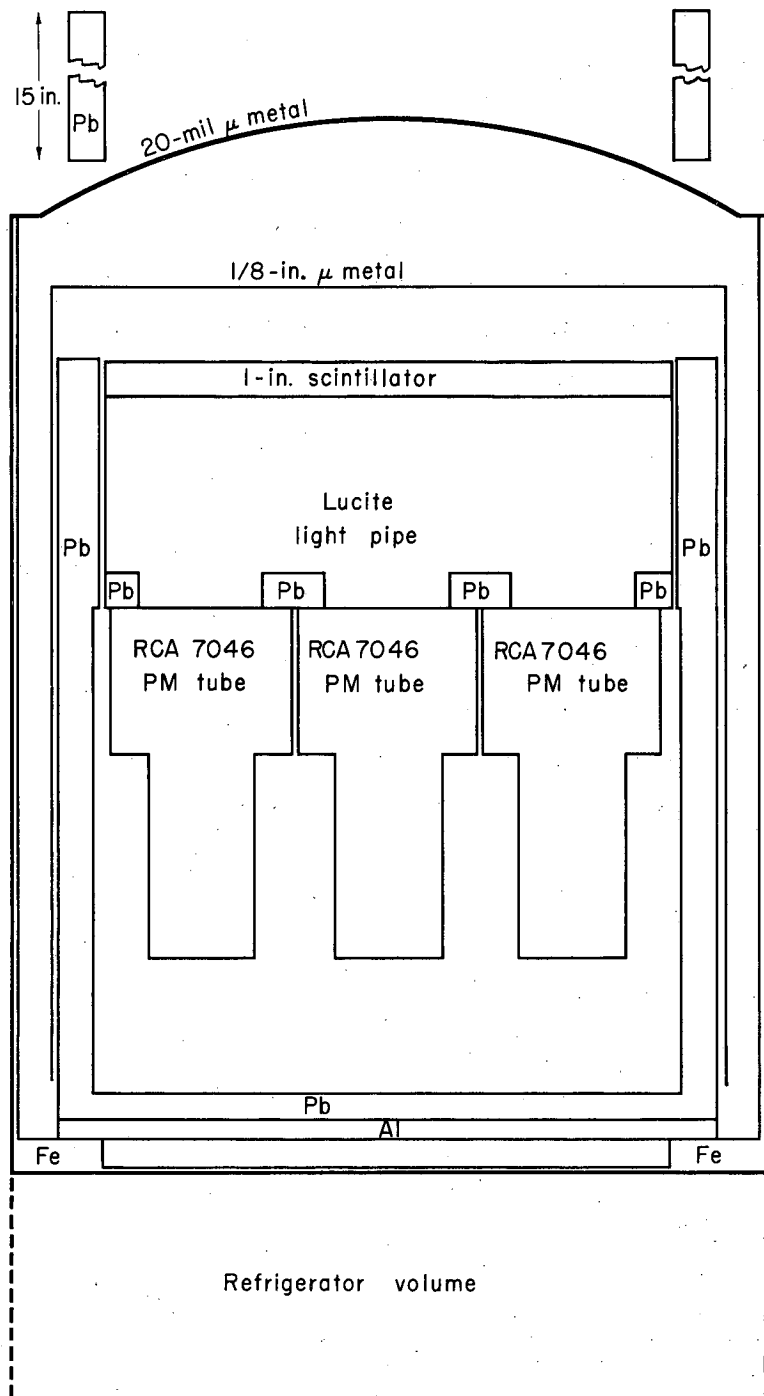 15 in.
Pb
20-mil μ metal
1/8-in. μ metal
1-in. scintillator
Lucite
light pipe
Pb
Pb
Pb
Pb
Pb
Pb
RCA 7046
PM tube
RCA 7046
PM tube
RCA 7046
PM tube
Pb
Al
Fe
Fe
Refrigerator volume